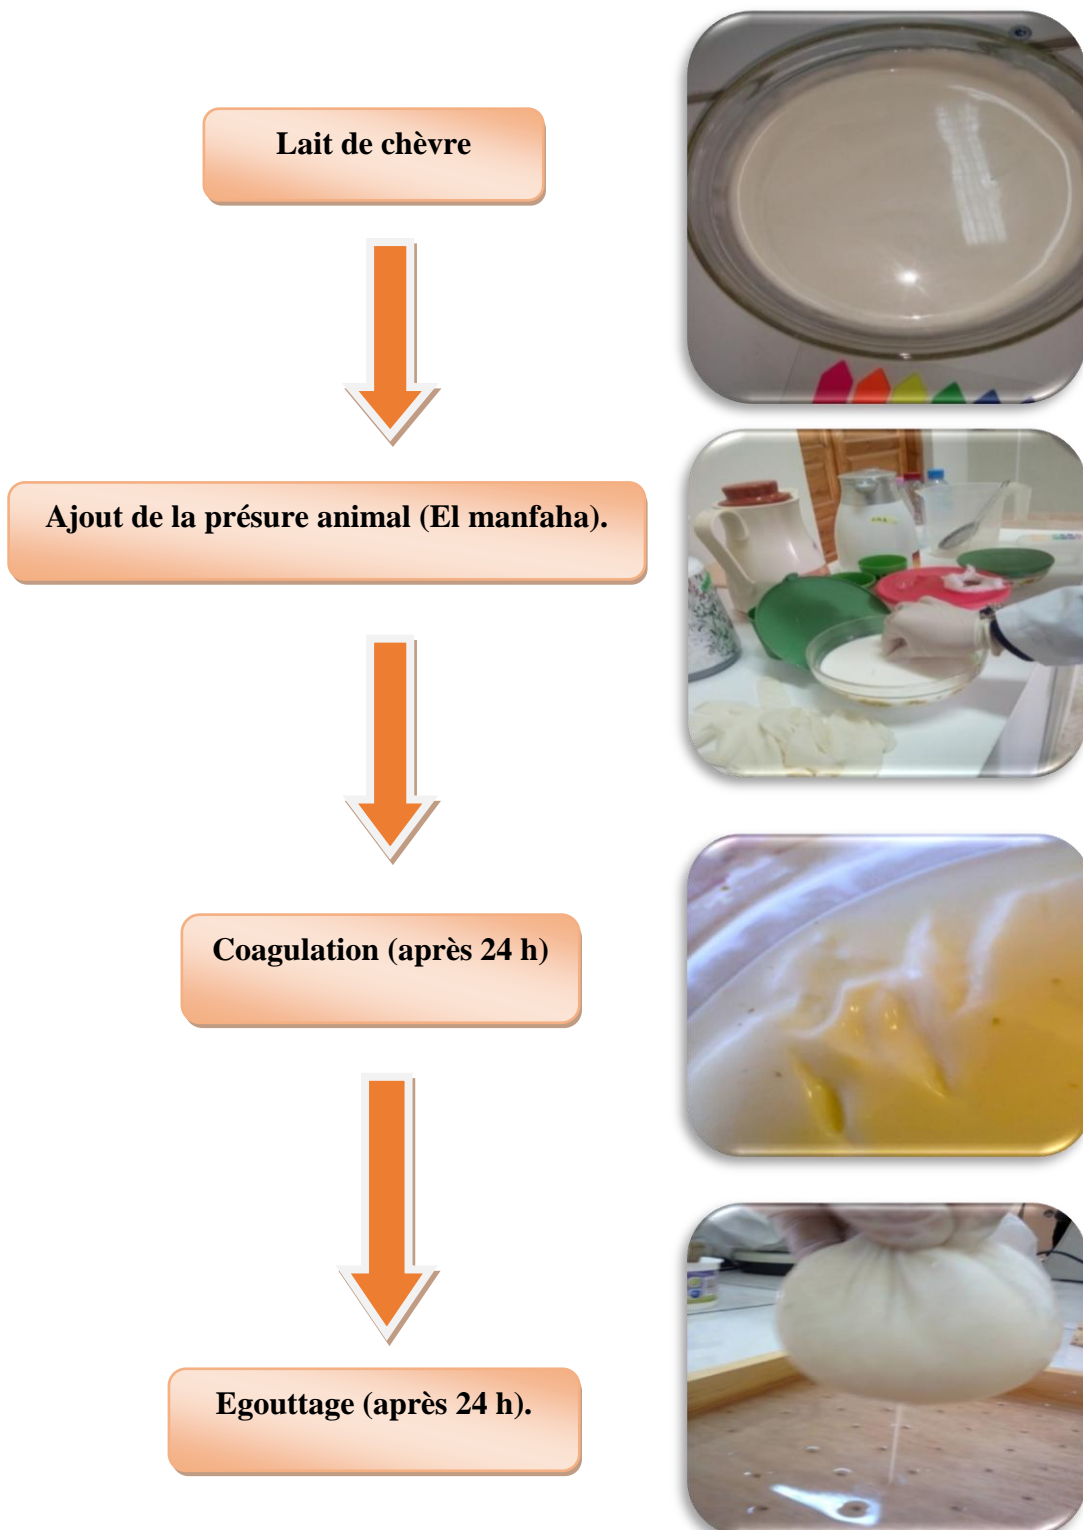 Lait de chèvre
Ajout de la présure animal (El manfaha).
Coagulation (après 24 h)
Egouttage (après 24 h).